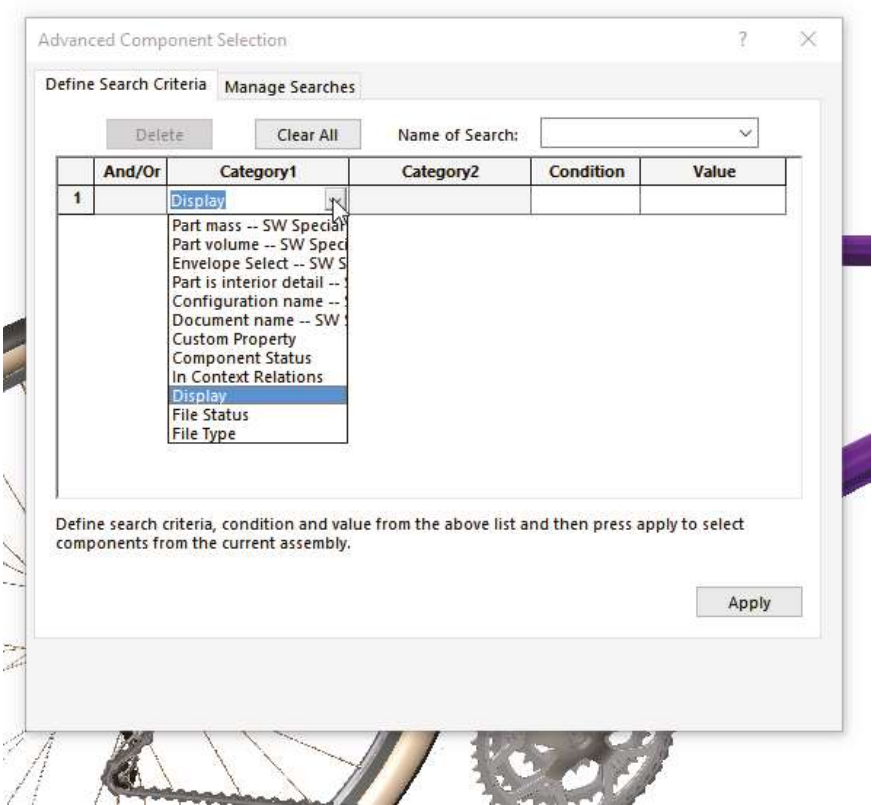 Advanced Component Selection
Define Search Criteria Manage Searches
Delete Clear All Name of Search:
And/Or Category1 Category2 Condition Value
1 Display
Part mass -- SW Special
Part volume -- SW Speci
Envelope Select -- SW S
Part is interior detail --
Configuration name --
Document name -- SW
Custom Property
Component Status
In Context Relations
Display
File Status
File Type
Define search criteria, condition and value from the above list and then press apply to select
components from the current assembly.
Apply